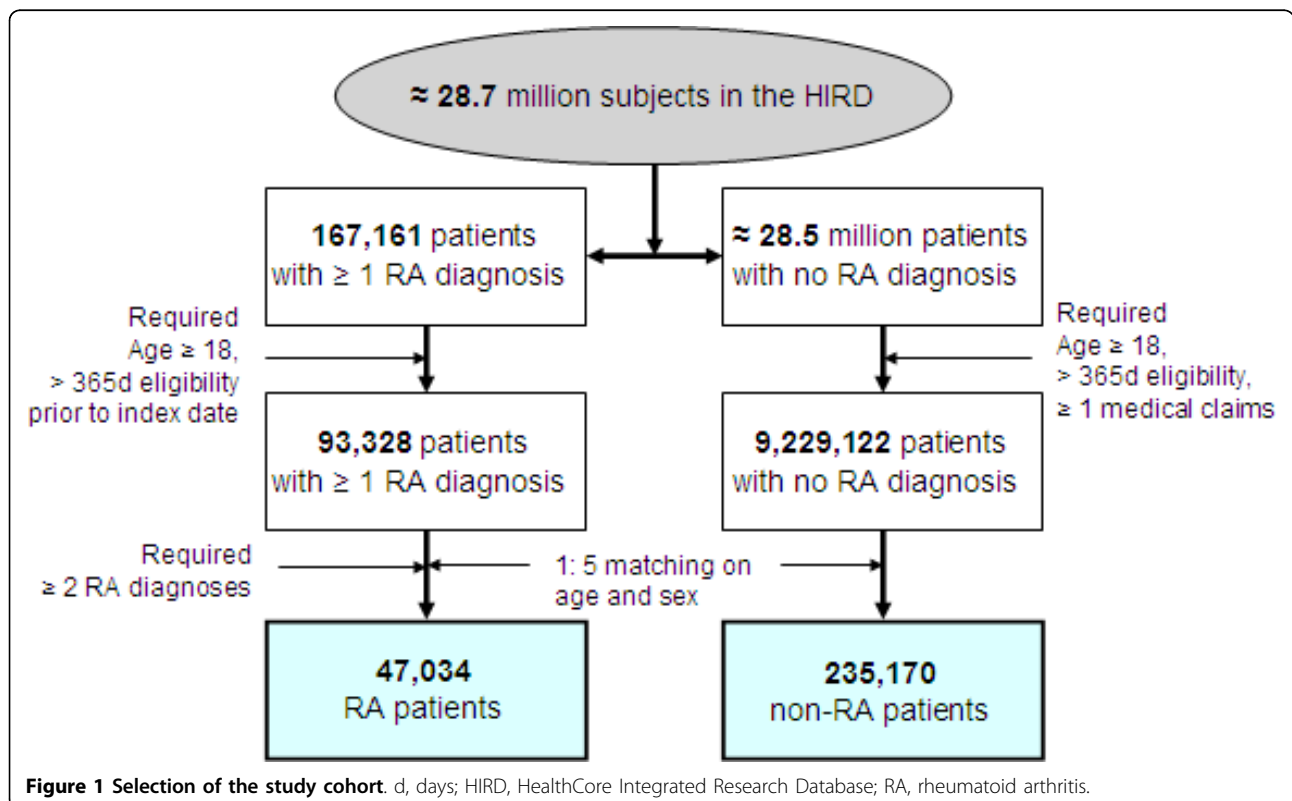 ≈ 28.7 million subjects in the HIRD
167,161 patients
with ≥ 1 RA diagnosis
≈ 28.5 million patients
with no RA diagnosis
Required
Age ≥ 18,
> 365d eligibility
prior to index date
Required
Age ≥ 18,
> 365d eligibility,
≥ 1 medical claims
93,328 patients
with ≥ 1 RA diagnosis
9,229,122 patients
with no RA diagnosis
Required
≥ 2 RA diagnoses
1: 5 matching on
age and sex
47,034
RA patients
235,170
non-RA patients
Figure 1 Selection of the study cohort. d, days; HIRD, HealthCore Integrated Research Database; RA, rheumatoid arthritis.